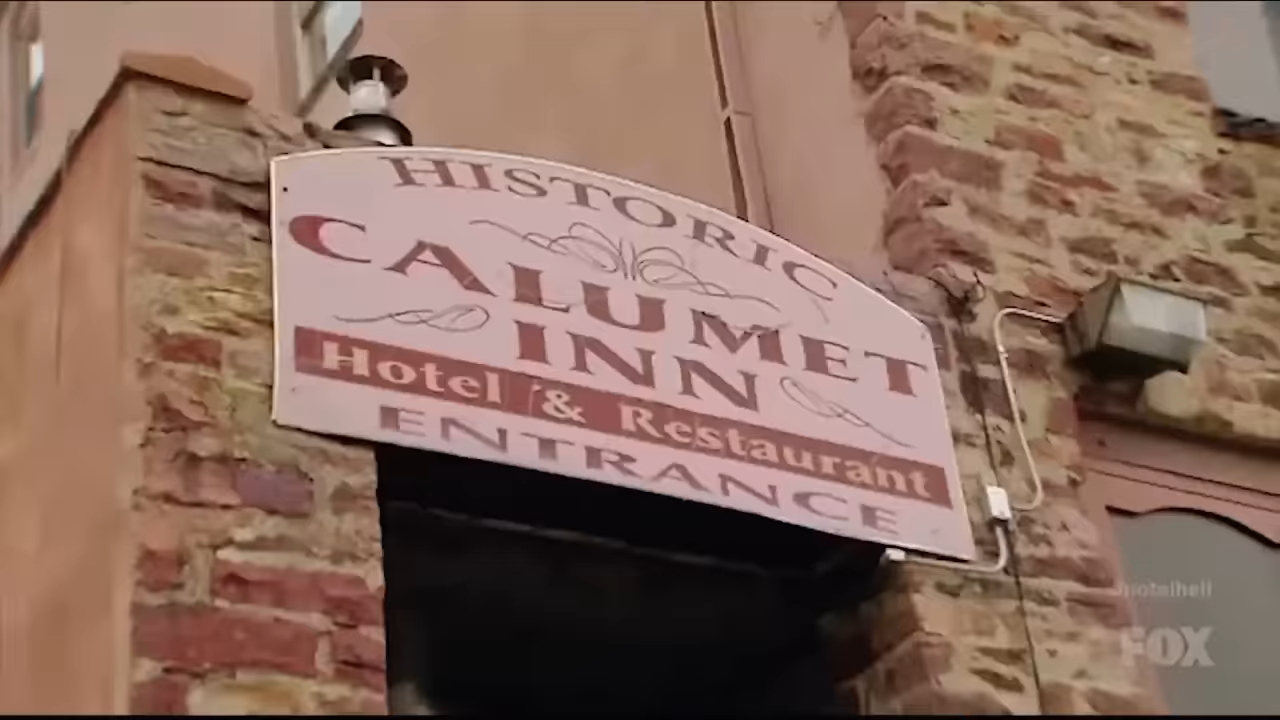 HISTORIC
CALUMET
INN
Hotel & Restaurant
ENTRANCE
#hotelhell
FOX